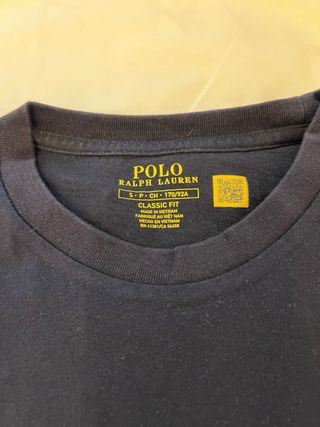 POLO
RALPH LAUREN
S • P • CH • 170/92A
CLASSIC FIT
MADE IN VIETNAM
FABRIQUÉ AU VIÊT NAM
HECHO EN VIETNAM
RN 41381/CA 56658